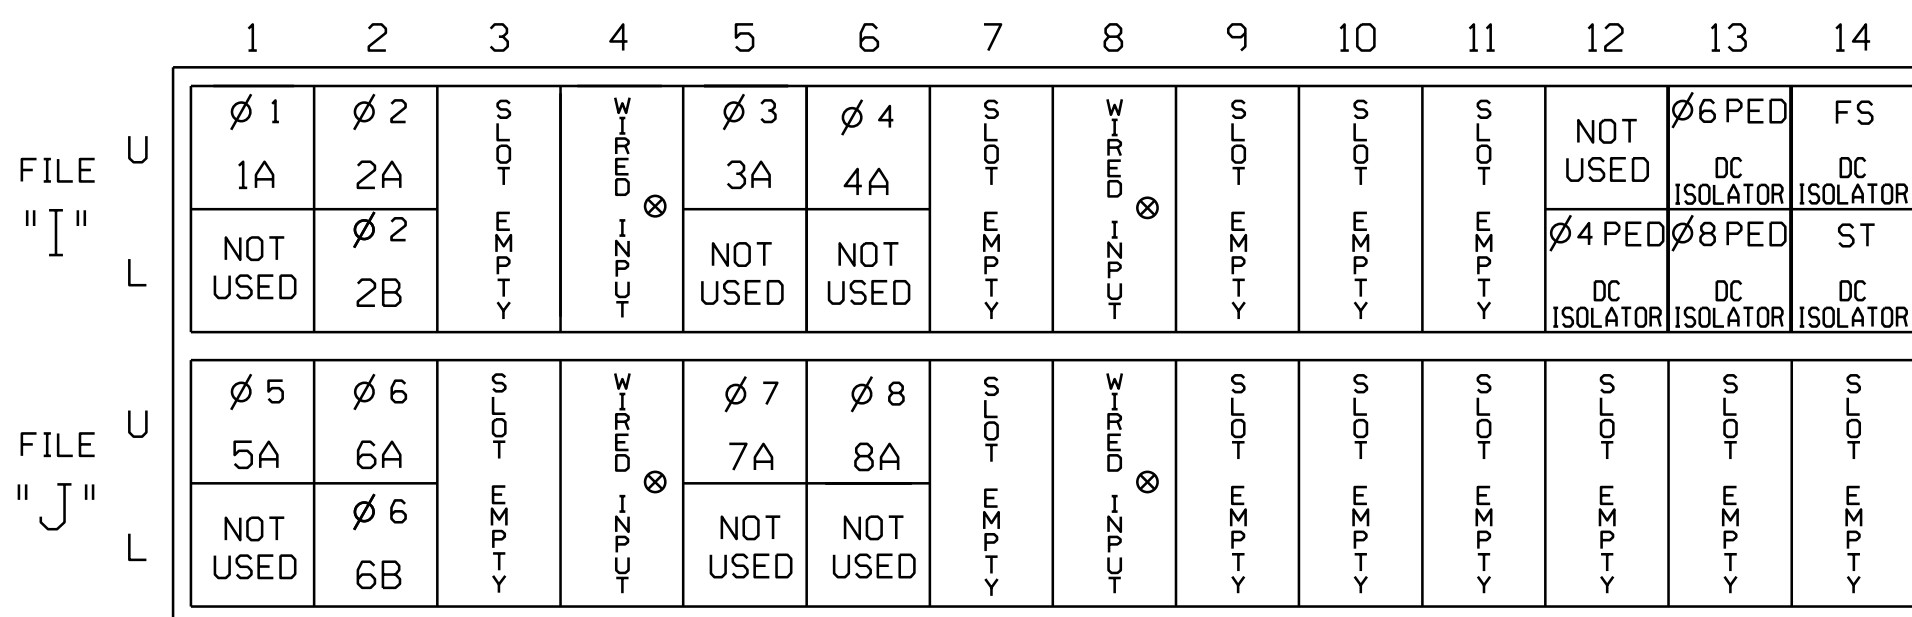 1 2 3 4 5 6 7 8 9 10 11 12 13 14
FILE "I"
U
Ø 1 1A
Ø 2 2A
SLOT EMPTY
WIRED INPUT
Ø 3 3A
Ø 4 4A
SLOT EMPTY
WIRED INPUT
SLOT EMPTY
SLOT EMPTY
SLOT EMPTY
NOT USED
Ø6 PED DC ISOLATOR
FS DC ISOLATOR
L
NOT USED
Ø 2 2B
NOT USED
NOT USED
Ø4 PED DC ISOLATOR
Ø8 PED DC ISOLATOR
ST DC ISOLATOR
FILE "J"
U
Ø 5 5A
Ø 6 6A
SLOT EMPTY
WIRED INPUT
Ø 7 7A
Ø 8 8A
SLOT EMPTY
WIRED INPUT
SLOT EMPTY
SLOT EMPTY
SLOT EMPTY
SLOT EMPTY
SLOT EMPTY
SLOT EMPTY
L
NOT USED
Ø 6 6B
NOT USED
NOT USED